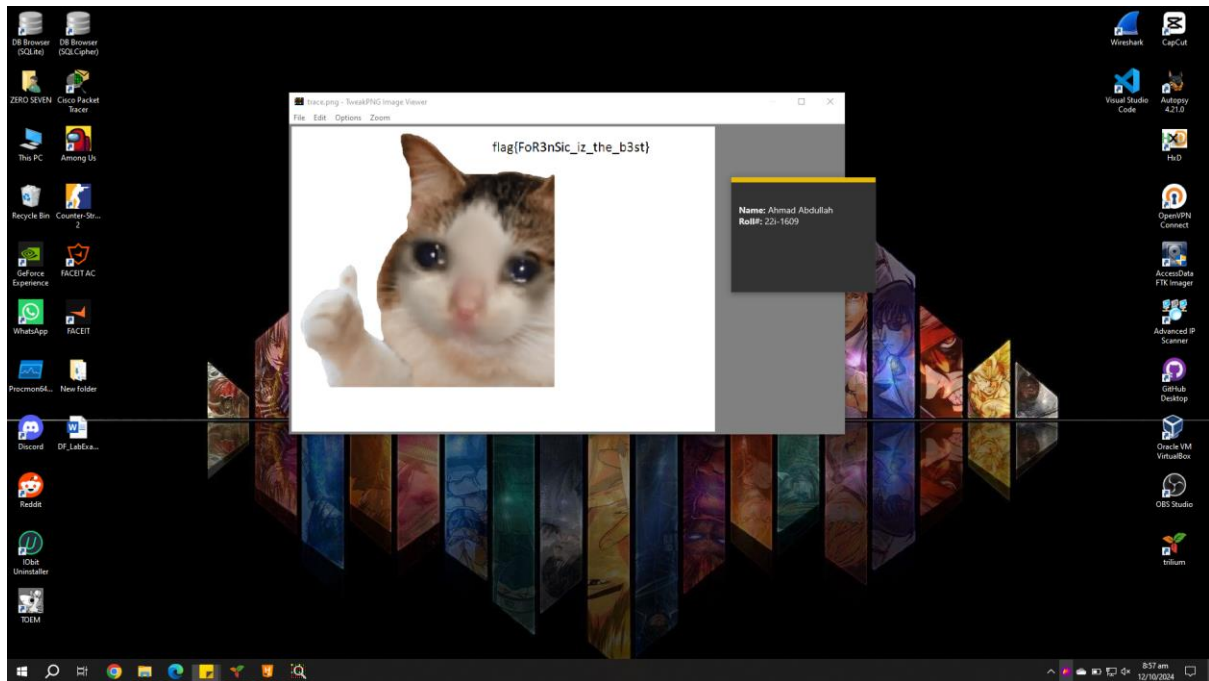 DB Browser
(SQLite)
DB Browser
(SQLCipher)
ZERO SEVEN
Cisco Packet
Tracer
This PC
Among Us
Recycle Bin
Counter-Str...
2
GeForce
Experience
FACEIT AC
WhatsApp
FACEIT
Procmon64...
New folder
Discord
DF_LabExa...
Reddit
IObit
Uninstaller
TOEM
trace.png - TweakPNG Image Viewer
File Edit Options Zoom
flag{FoR3nSic_iz_the_b3st}
Name: Ahmad Abdullah
Roll#: 22i-1609
Wireshark
CapCut
Visual Studio
Code
Autopsy
4.21.0
HxD
OpenVPN
Connect
AccessData
FTK Imager
Advanced IP
Scanner
GitHub
Desktop
Oracle VM
VirtualBox
OBS Studio
trilium
8:57 am
12/10/2024